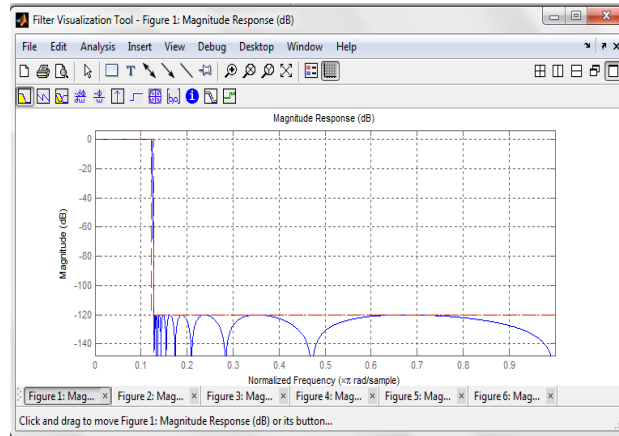 Filter Visualization Tool - Figure 1: Magnitude Response (dB)
File Edit Analysis Insert View Debug Desktop Window Help
Magnitude Response (dB)
0
-20
-40
-60
-80
-100
-120
-140
Magnitude (dB)
0 0.1 0.2 0.3 0.4 0.5 0.6 0.7 0.8 0.9
Normalized Frequency (×π rad/sample)
Figure 1: Mag... × Figure 2: Mag... × Figure 3: Mag... × Figure 4: Mag... × Figure 5: Mag... × Figure 6: Mag... ×
Click and drag to move Figure 1: Magnitude Response (dB) or its button...